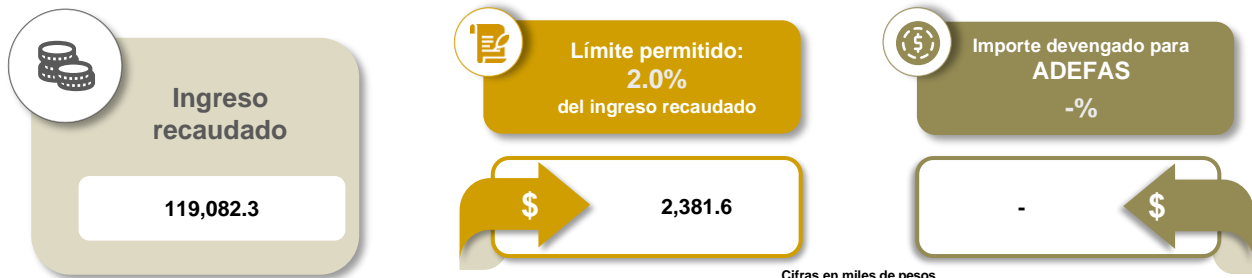 Ingreso
recaudado
119,082.3
Límite permitido:
2.0%
del ingreso recaudado
$ 2,381.6
Importe devengado para
ADEFAS
-%
- $
Cifras en miles de pesos